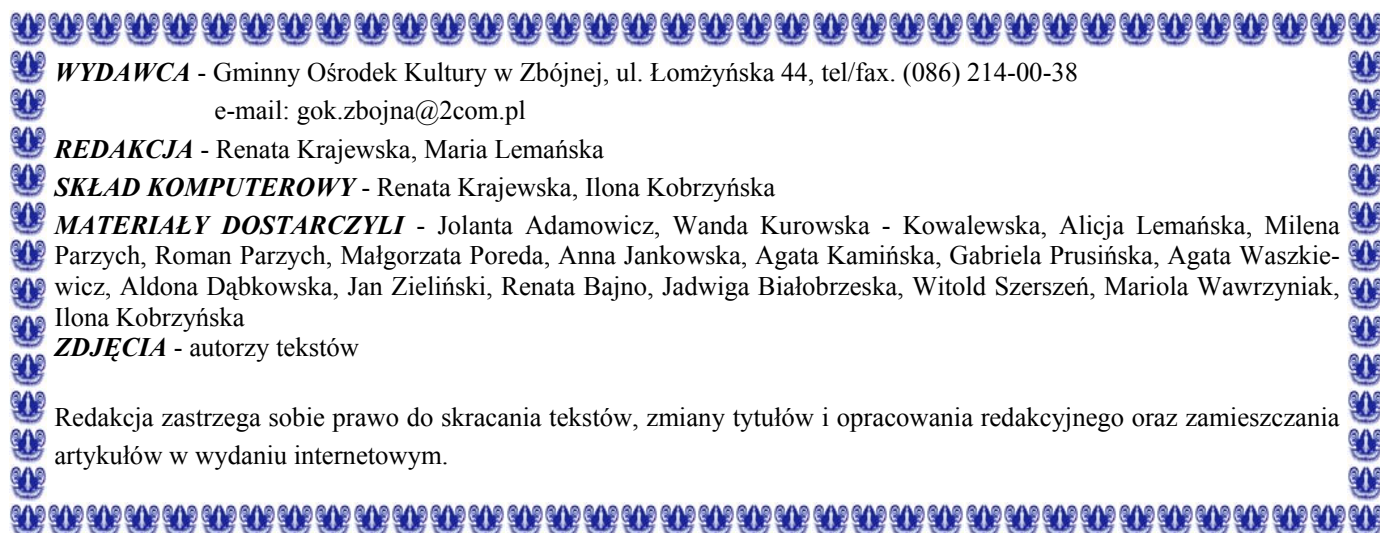 WYDAWCA - Gminny Ośrodek Kultury w Zbójnej, ul. Łomżyńska 44, tel/fax. (086) 214-00-38
e-mail: gok.zbojna@2com.pl
REDAKCJA - Renata Krajewska, Maria Lemańska
SKŁAD KOMPUTEROWY - Renata Krajewska, Ilona Kobrzyńska
MATERIAŁY DOSTARCZYLI - Jolanta Adamowicz, Wanda Kurowska - Kowalewska, Alicja Lemańska, Milena
Parzych, Roman Parzych, Małgorzata Poreda, Anna Jankowska, Agata Kamińska, Gabriela Prusińska, Agata Waszkie-
wicz, Aldona Dąbkowska, Jan Zieliński, Renata Bajno, Jadwiga Białobrzeska, Witold Szerszeń, Mariola Wawrzyniak,
Ilona Kobrzyńska
ZDJĘCIA - autorzy tekstów
Redakcja zastrzega sobie prawo do skracania tekstów, zmiany tytułów i opracowania redakcyjnego oraz zamieszczania
artykułów w wydaniu internetowym.